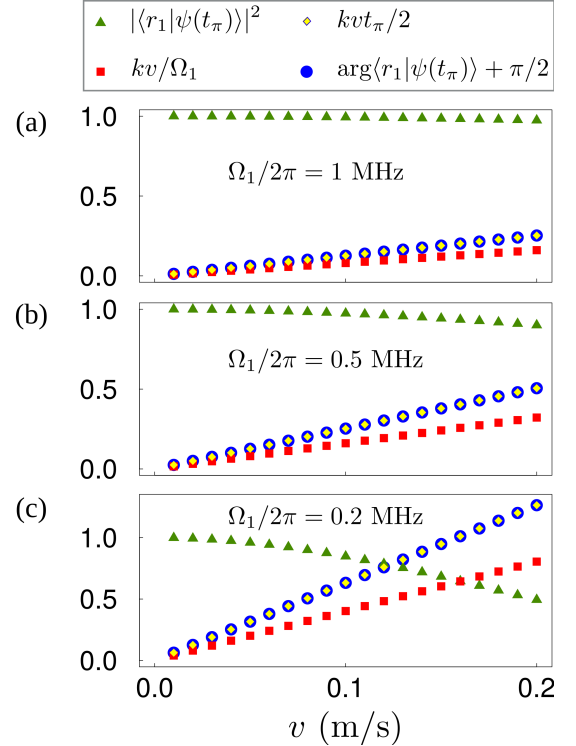 |⟨r₁|ψ(t_π)⟩|² kvt_π/2
kv/Ω₁ arg⟨r₁|ψ(t_π)⟩ + π/2
(a)
1.0
Ω₁/2π = 1 MHz
0.5
0.0
(b)
1.0
Ω₁/2π = 0.5 MHz
0.5
0.0
(c)
Ω₁/2π = 0.2 MHz
1.0
0.5
0.0
0.0 0.1 0.2
v (m/s)